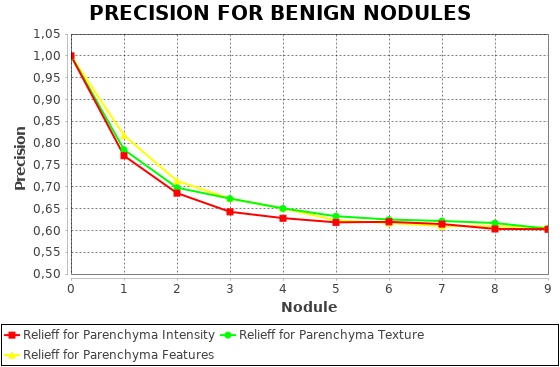 PRECISION FOR BENIGN NODULES
1,05
1,00
0,95
0,90
0,85
0,80
0,75
0,70
0,65
0,60
0,55
0,50
Precision
0 1 2 3 4 5 6 7 8 9
Nodule
Relieff for Parenchyma Intensity Relieff for Parenchyma Texture
Relieff for Parenchyma Features